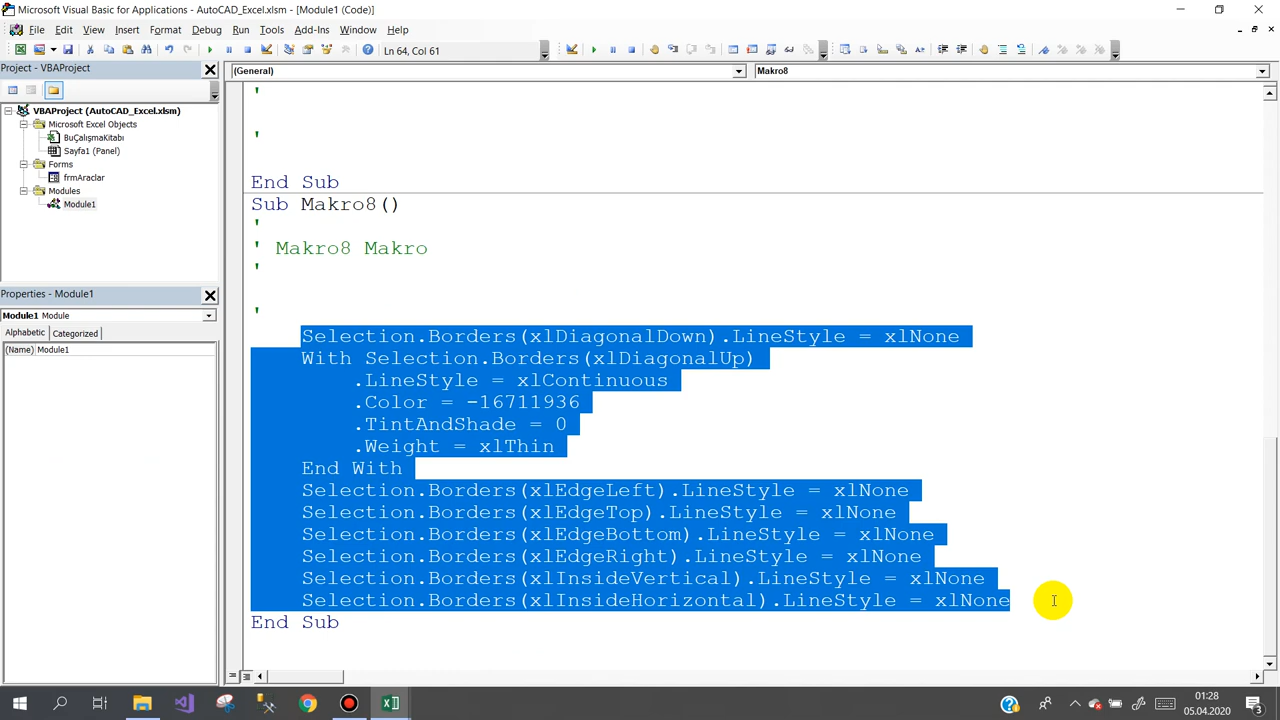 Microsoft Visual Basic for Applications - AutoCAD_Excel.xlsm - [Module1 (Code)]
File Edit View Insert Format Debug Run Tools Add-Ins Window Help
Ln 64, Col 61
Project - VBAProject
(General)
Makro8
VBAProject (AutoCAD_Excel.xlsm)
Microsoft Excel Objects
BuÇalışmaKitabı
Sayfa1 (Panel)
Forms
frmAraclar
Modules
Module1
Properties - Module1
Module1 Module
Alphabetic Categorized
(Name) Module1
'
'
End Sub
Sub Makro8()
'
' Makro8 Makro
'
'
Selection.Borders(xlDiagonalDown).LineStyle = xlNone
With Selection.Borders(xlDiagonalUp)
.LineStyle = xlContinuous
.Color = -16711936
.TintAndShade = 0
.Weight = xlThin
End With
Selection.Borders(xlEdgeLeft).LineStyle = xlNone
Selection.Borders(xlEdgeTop).LineStyle = xlNone
Selection.Borders(xlEdgeBottom).LineStyle = xlNone
Selection.Borders(xlEdgeRight).LineStyle = xlNone
Selection.Borders(xlInsideVertical).LineStyle = xlNone
Selection.Borders(xlInsideHorizontal).LineStyle = xlNone
End Sub
01:28
05.04.2020
3